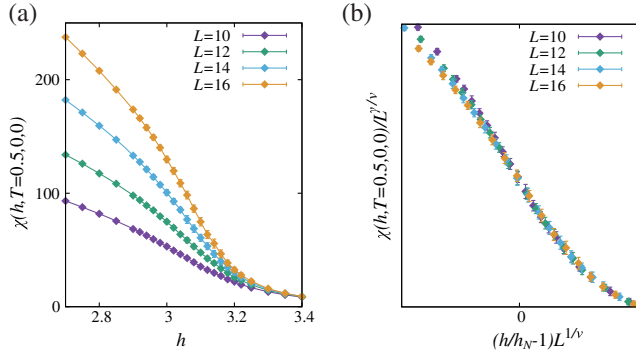 (a)
χ(h,T=0.5,0,0)
200
100
0
2.8
3.0
3.2
3.4
h
L=10
L=12
L=14
L=16
(b)
χ(h,T=0.5,0,0)/L^γ/ν
L=10
L=12
L=14
L=16
0
(h/h_N-1)L^1/ν